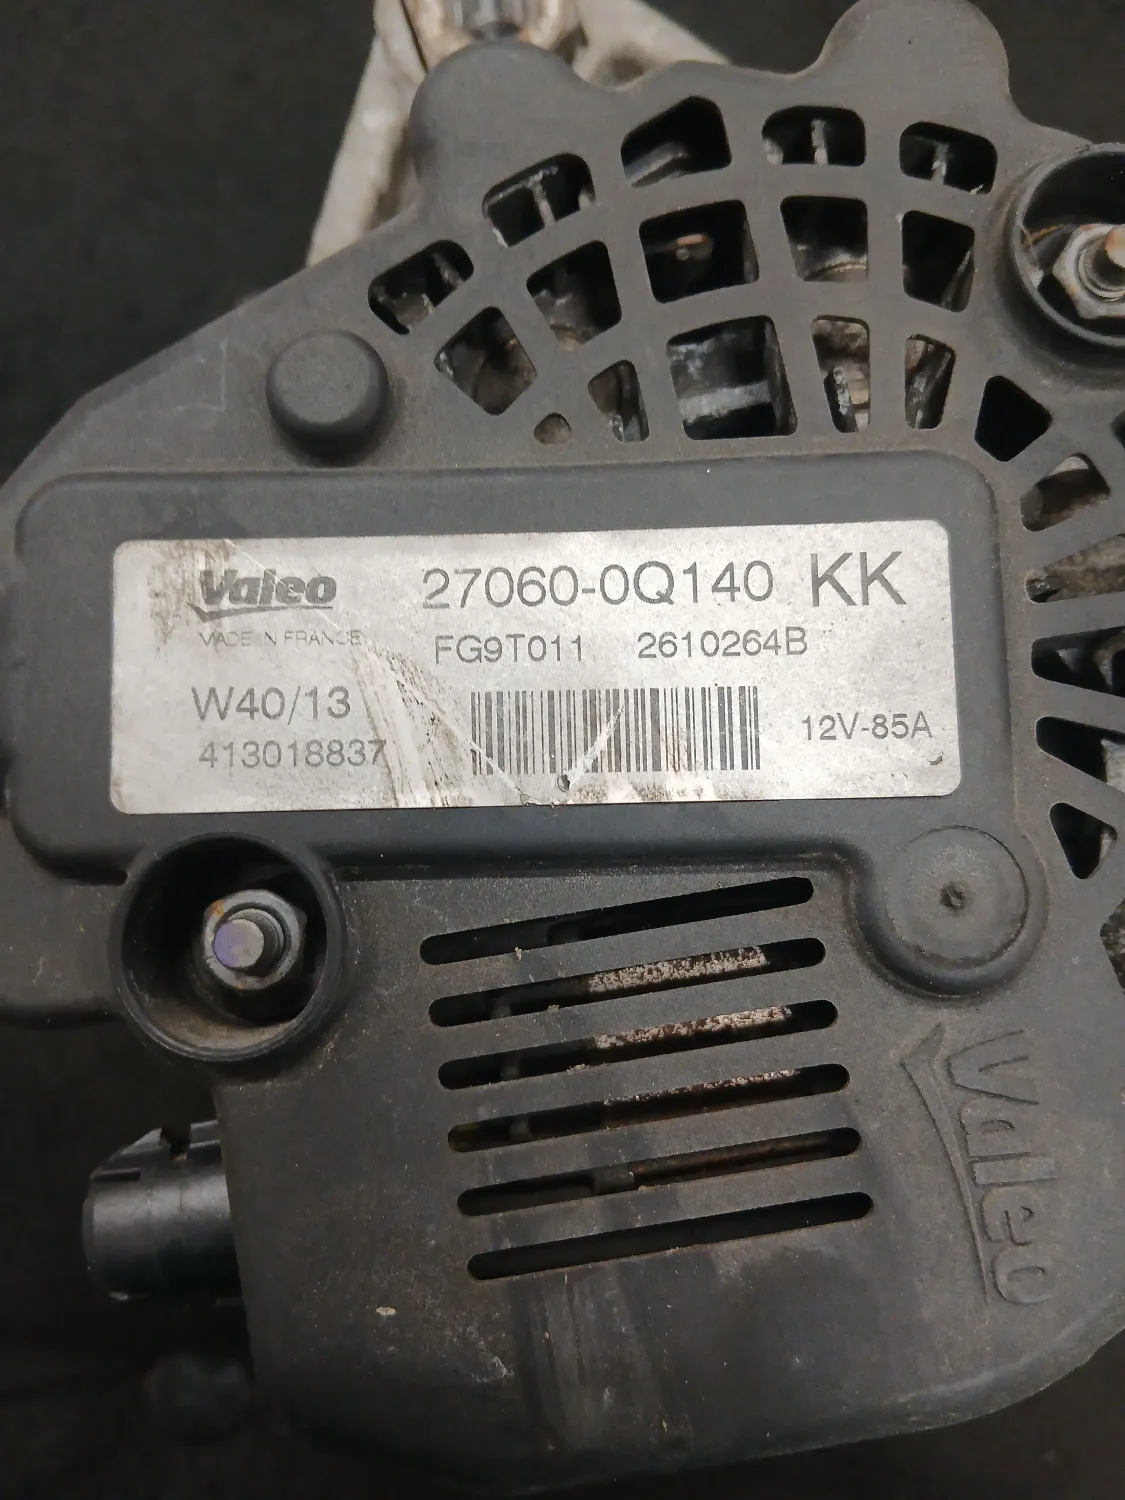 Valeo
27060-0Q140 KK
MADE IN FRANCE
FG9T011 2610264B
W40/13
413018837
12V-85A
Valeo